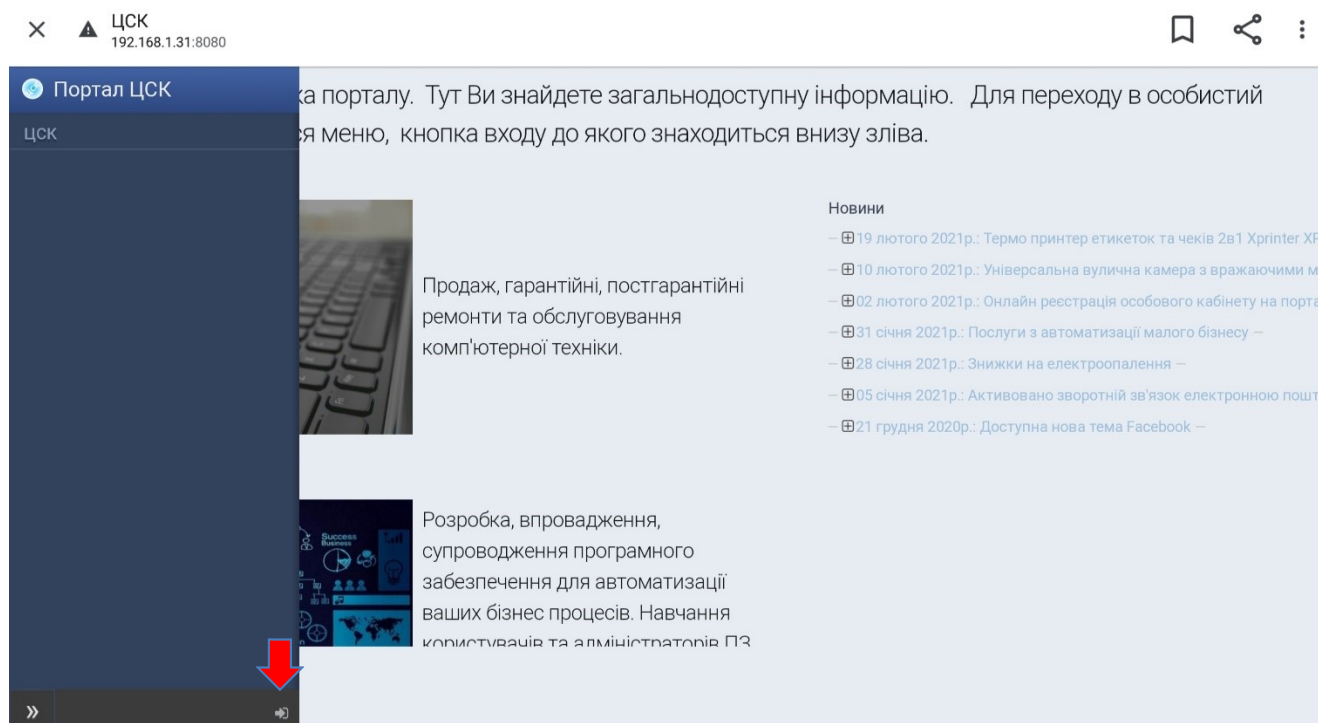 ЦСК
192.168.1.31:8080
Портал ЦСК
ЦСК
ка порталу. Тут Ви знайдете загальнодоступну інформацію. Для переходу в особистий
ся меню, кнопка входу до якого знаходиться внизу зліва.
Продаж, гарантійні, постгарантійні
ремонти та обслуговування
комп'ютерної техніки.
Новини
19 лютого 2021р.: Термо принтер етикеток та чеків 2в1 Xprinter XP
10 лютого 2021р.: Універсальна вулична камера з вражаючими м
02 лютого 2021р.: Онлайн реєстрація особового кабінету на порта
31 січня 2021р.: Послуги з автоматизації малого бізнесу —
28 січня 2021р.: Знижки на електроопалення —
05 січня 2021р.: Активовано зворотній зв'язок електронною пошт
21 грудня 2020р.: Доступна нова тема Facebook —
Success
Business
Розробка, впровадження,
супроводження програмного
забезпечення для автоматизації
ваших бізнес процесів. Навчання
користувачів та адміністраторів ПЗ